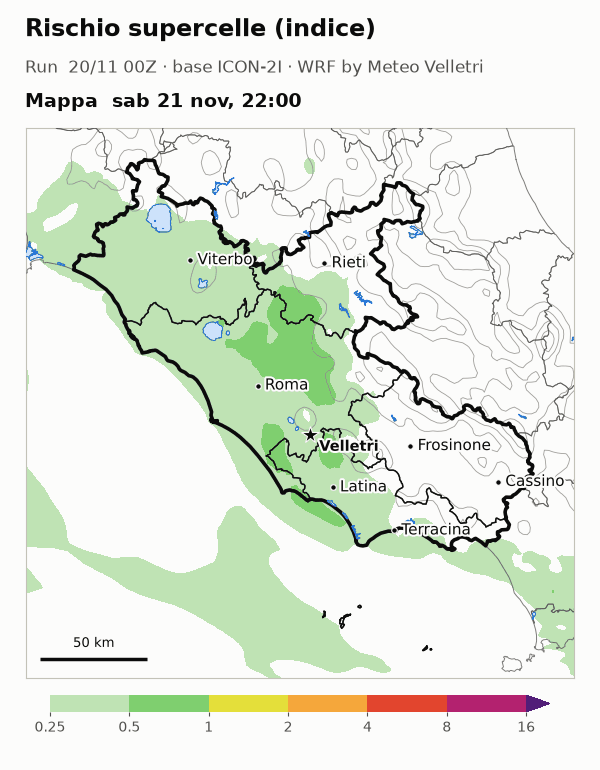 Rischio supercelle (indice)
Run 20/11 00Z · base ICON-2I · WRF by Meteo Velletri
Mappa sab 21 nov, 22:00
Viterbo
Rieti
Roma
Velletri
Frosinone
Latina
Cassino
Terracina
50 km
0.25 0.5 1 2 4 8 16